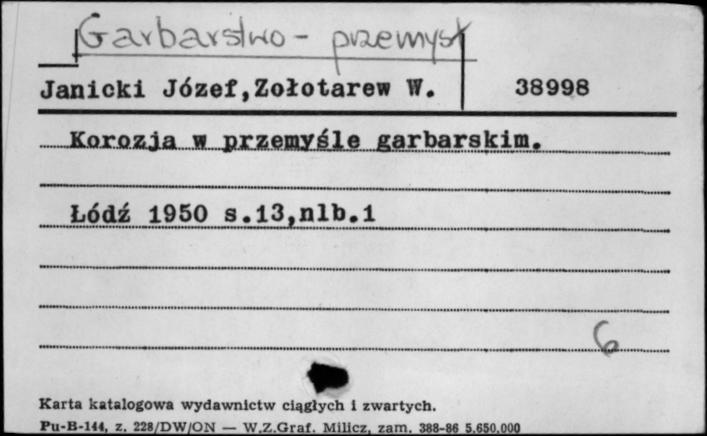 Garbarstwo - przemysł
Janicki Józef,Zołotarew W. 38998
Korozja w przemyśle garbarskim.
Łódź 1950 s.13,nlb.1
6
Karta katalogowa wydawnictw ciągłych i zwartych.
Pu-B-144, z. 228/DW/ON — W.Z.Graf. Milicz, zam. 388-86 5.650.000